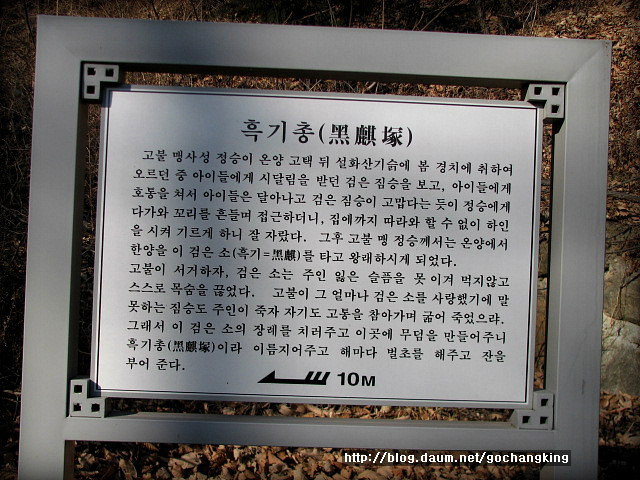 흑기총(黑麒塚)
고불 맹사성 정승이 온양 고택 뒤 설화산기슭에 봄 경치에 취하여
오르던 중 아이들에게 시달림을 받던 검은 짐승을 보고, 아이들에게
호통을 쳐서 아이들은 달아나고 검은 짐승이 고맙다는 듯이 정승에게
다가와 꼬리를 흔들며 접근하더니, 집에까지 따라와 할 수 없이 하인
을 시켜 기르게 하니 잘 자랐다. 그후 고불 맹 정승께서는 온양에서
한양을 이 검은 소(흑기=黑麒)를 타고 왕래하시게 되었다.
고불이 서거하자, 검은 소는 주인 잃은 슬픔을 못 이겨 먹지않고
스스로 목숨을 끊었다. 고불이 그 얼마나 검은 소를 사랑했기에 말
못하는 짐승도 주인이 죽자 자기도 고통을 참아가며 굶어 죽었으랴.
그래서 이 검은 소의 장례를 치러주고 이곳에 무덤을 만들어주니
흑기총(黑麒塚)이라 이름지어주고 해마다 벌초를 해주고 잔을
부어 준다.
10M
http://blog.daum.net/gochangking